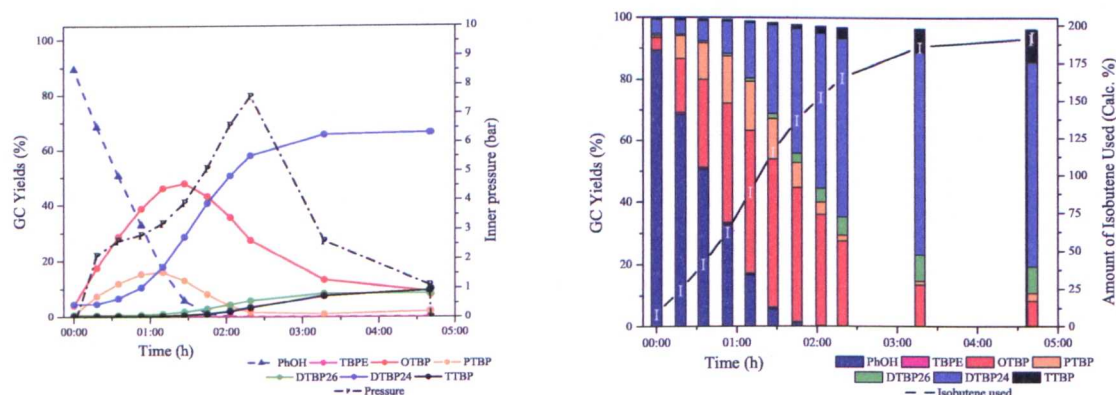 GC Yields (%)
100
80
60
40
20
0
10
9
8
7
6
5
4
3
2
1
0
Inner pressure (bar)
00:00 01:00 02:00 03:00 04:00 05:00
Time (h)
PhOH TBPE OTBP PTBP
DTBP26 DTBP24 TTBP
P Pressure
GC Yields (%)
100
80
60
40
20
0
200
175
150
125
100
75
50
25
0
Amount of Isobutene Used (Calc. %)
00:00 01:00 02:00 03:00 04:00 05:00
Time (h)
PhOH TBPE OTBP PTBP
DTBP26 DTBP24 TTBP
I Isobutene used